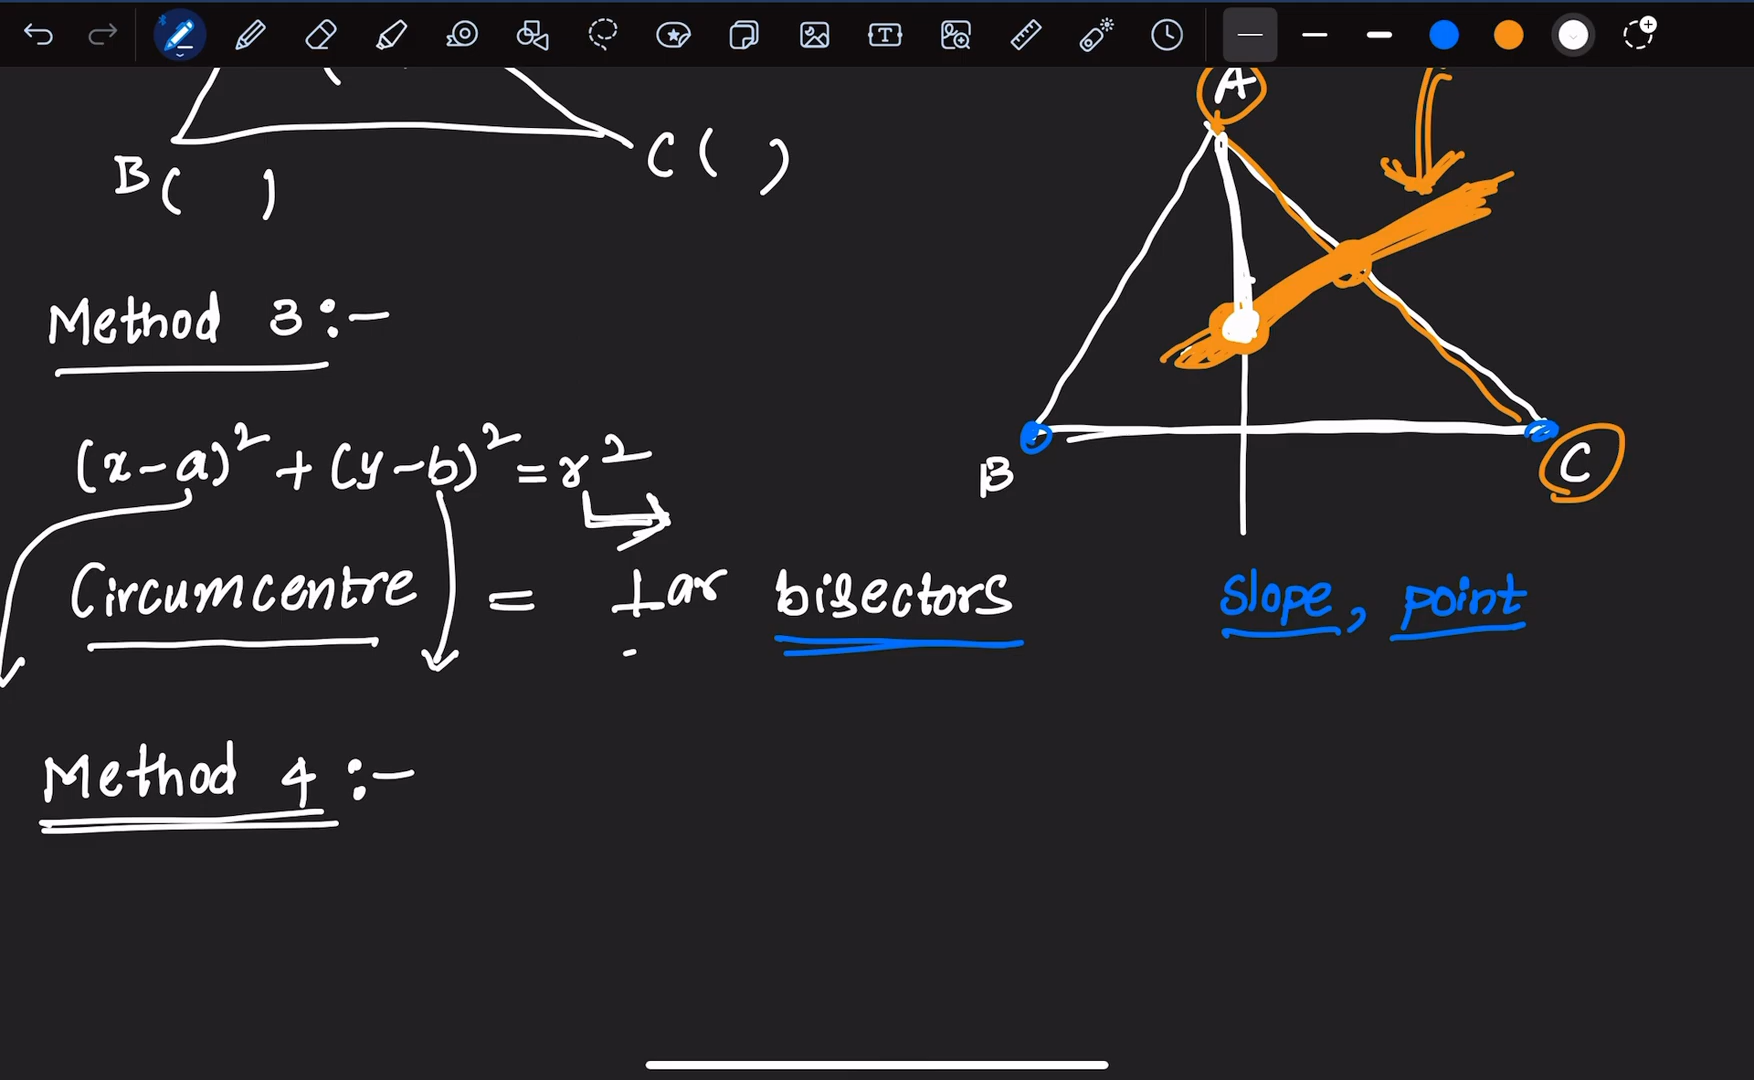 A
B ( )
C ( )
Method 3 :-
(x-a)² + (y-b)² = r²
B
C
Circumcentre = ⊥ar bisectors
slope, point
Method 4 :-